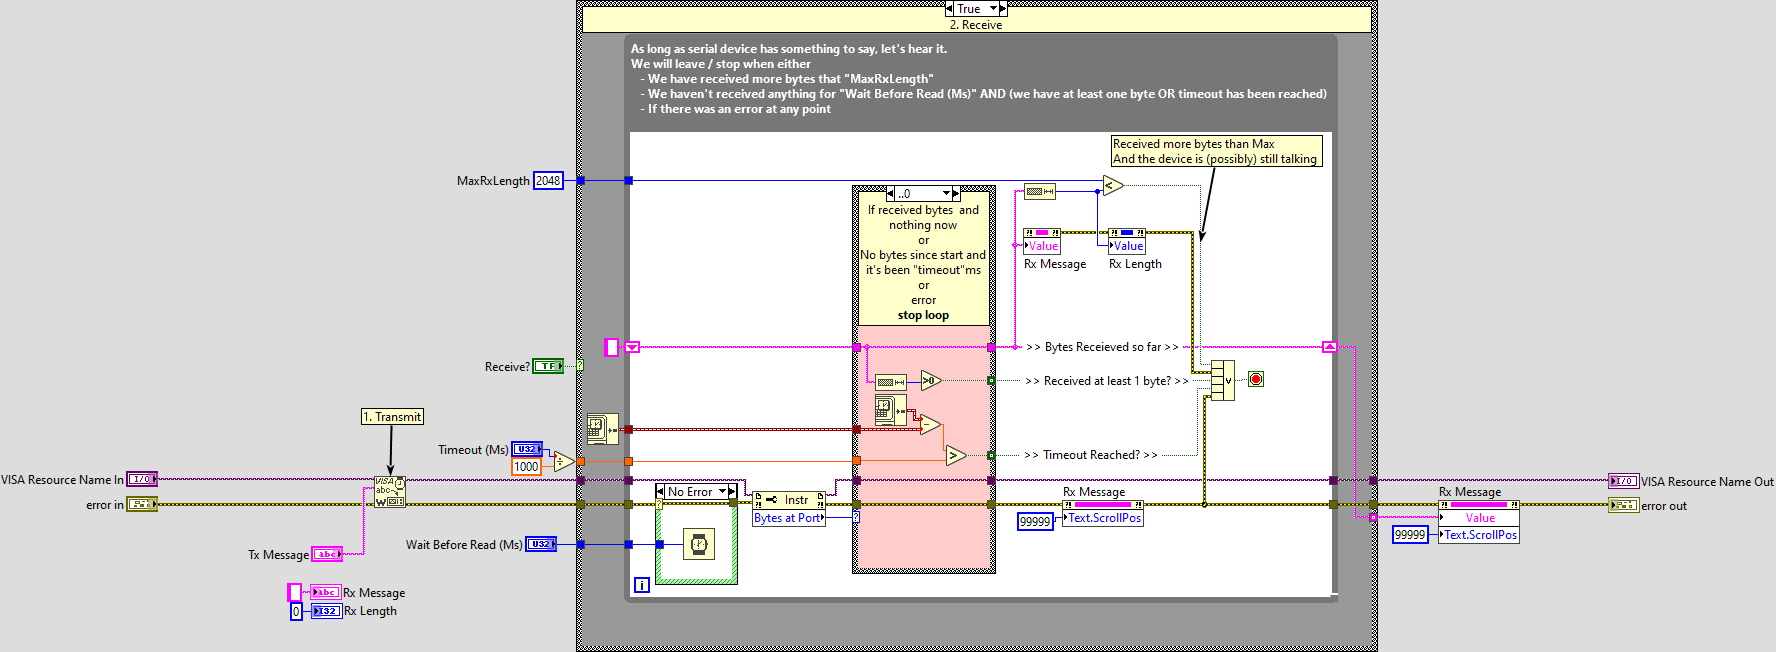 True
2. Receive
As long as serial device has something to say, let's hear it.
We will leave / stop when either
- We have received more bytes that "MaxRxLength"
- We haven't received anything for "Wait Before Read (Ms)" AND (we have at least one byte OR timeout has been reached)
- If there was an error at any point
Received more bytes than Max
And the device is (possibly) still talking
MaxRxLength 2048
..0
If received bytes and
nothing now
or
No bytes since start and
it's been "timeout"ms
or
error
stop loop
Value
Rx Message
Value
Rx Length
>> Bytes Receieved so far >>
Receive? TF
>0
>> Received at least 1 byte? >>
1. Transmit
Timeout (Ms) U32
1000
>> Timeout Reached? >>
VISA Resource Name In I/O
VISA
abc
W
error in
No Error
Instr
Bytes at Port
Rx Message
99999
Text.ScrollPos
Rx Message
Value
99999
Text.ScrollPos
I/O VISA Resource Name Out
error out
Wait Before Read (Ms) U32
Tx Message abc
i
abc Rx Message
0 I32 Rx Length